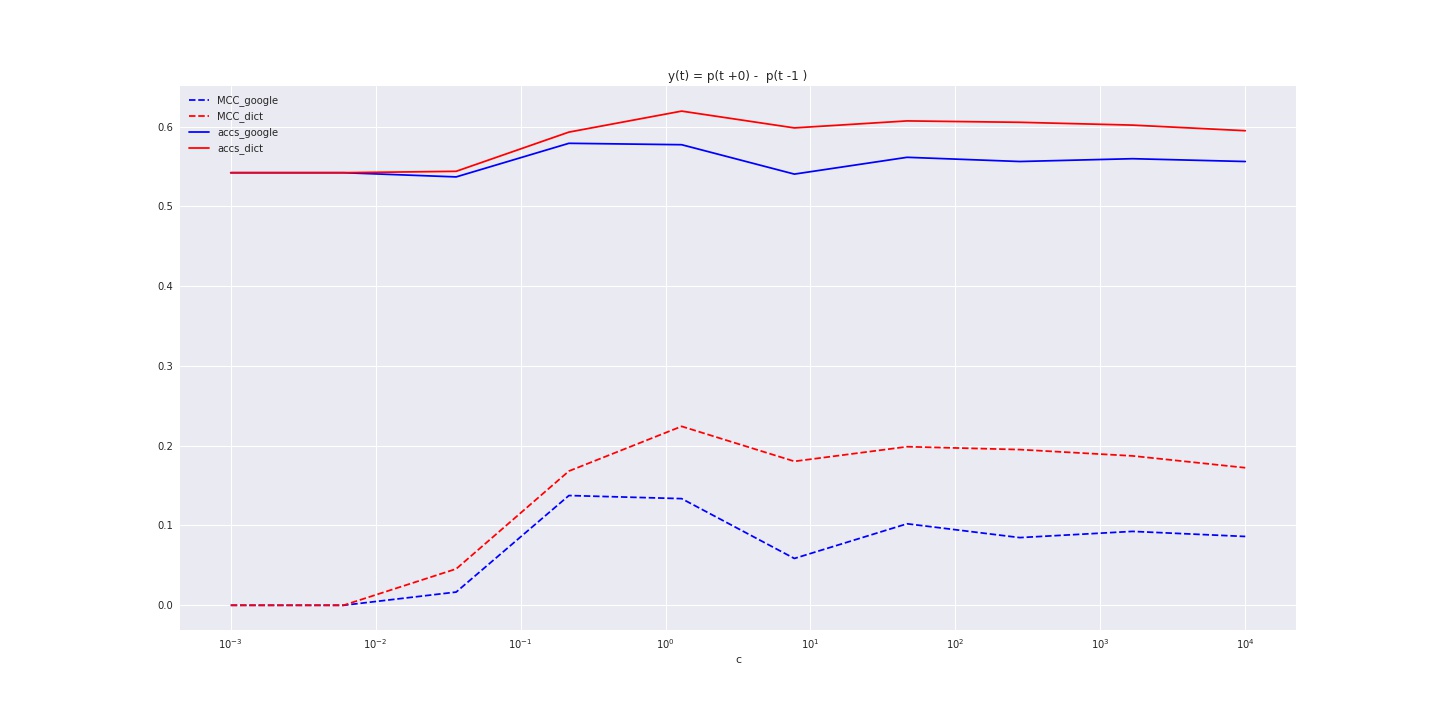 y(t) = p(t +0) -  p(t -1 )
MCC_google
MCC_dict
accs_google
accs_dict
0.6
0.5
0.4
0.3
0.2
0.1
0.0
10⁻³ 10⁻² 10⁻¹ 10⁰ 10¹ 10² 10³ 10⁴
c